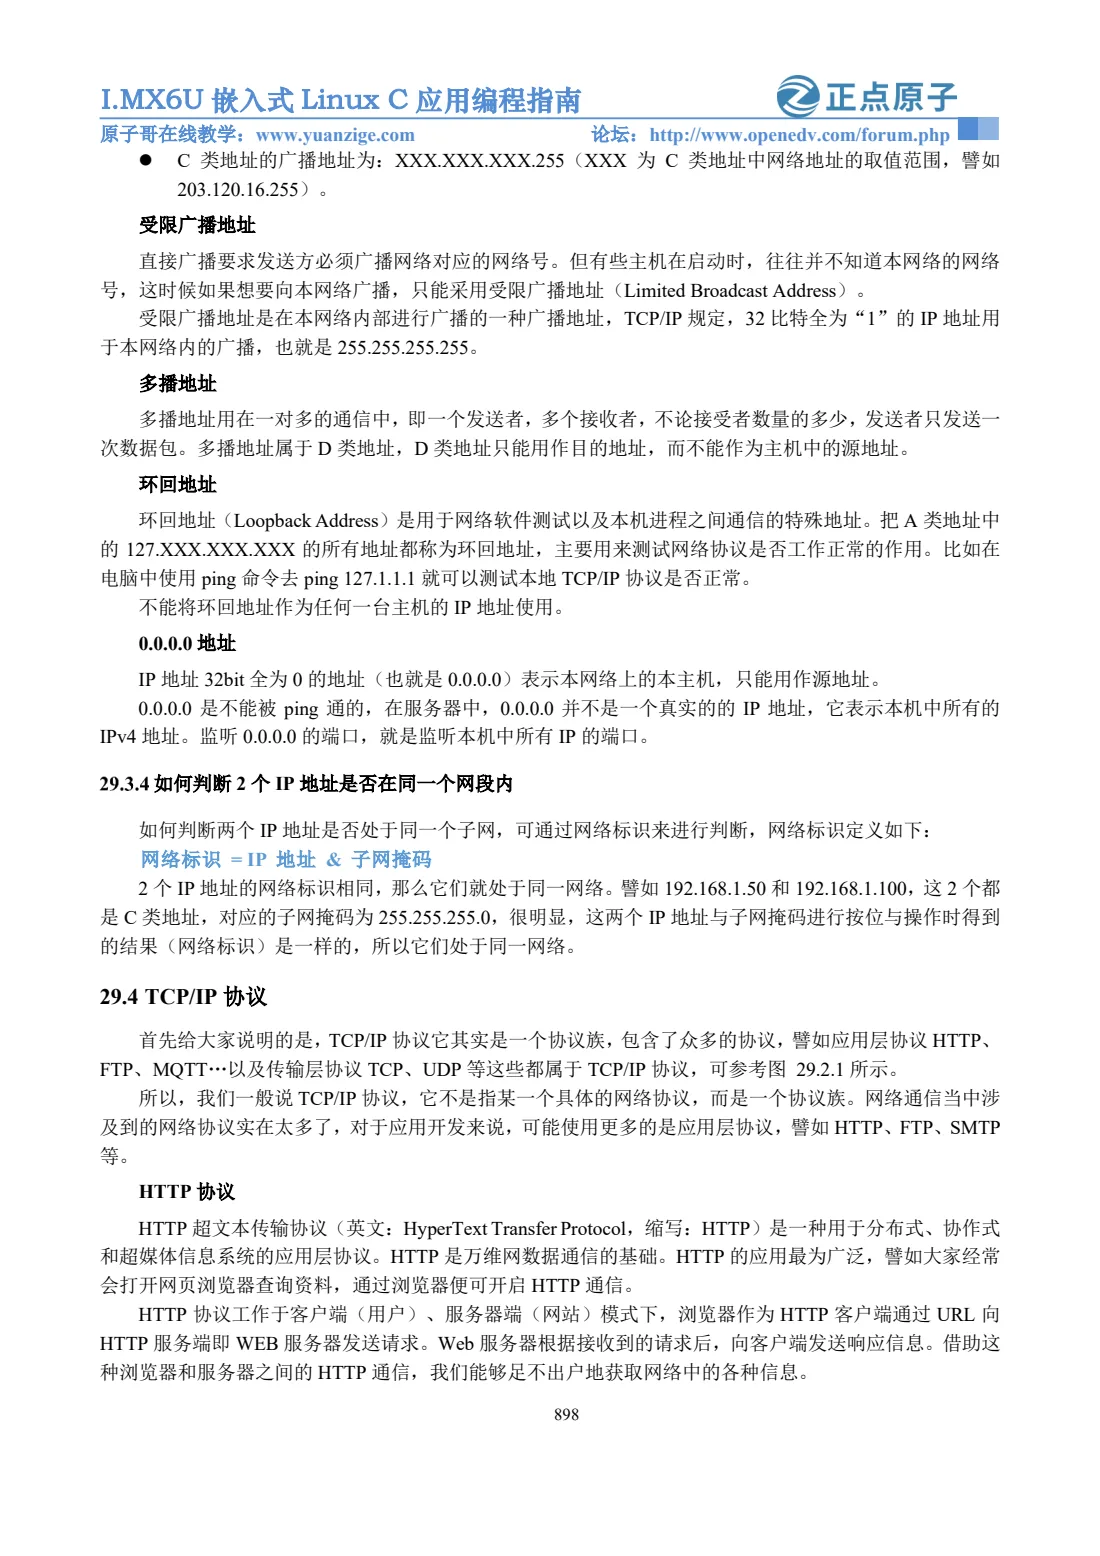 I.MX6U 嵌入式 Linux C 应用编程指南
正点原子
原子哥在线教学：www.yuanzige.com 论坛：http://www.openedv.com/forum.php
● C 类地址的广播地址为：XXX.XXX.XXX.255（XXX 为 C 类地址中网络地址的取值范围，譬如
203.120.16.255）。
受限广播地址
直接广播要求发送方必须广播网络对应的网络号。但有些主机在启动时，往往并不知道本网络的网络
号，这时候如果想要向本网络广播，只能采用受限广播地址（Limited Broadcast Address）。
受限广播地址是在本网络内部进行广播的一种广播地址，TCP/IP 规定，32 比特全为“1”的 IP 地址用
于本网络内的广播，也就是 255.255.255.255。
多播地址
多播地址用在一对多的通信中，即一个发送者，多个接收者，不论接受者数量的多少，发送者只发送一
次数据包。多播地址属于 D 类地址，D 类地址只能用作目的地址，而不能作为主机中的源地址。
环回地址
环回地址（Loopback Address）是用于网络软件测试以及本机进程之间通信的特殊地址。把 A 类地址中
的 127.XXX.XXX.XXX 的所有地址都称为环回地址，主要用来测试网络协议是否工作正常的作用。比如在
电脑中使用 ping 命令去 ping 127.1.1.1 就可以测试本地 TCP/IP 协议是否正常。
不能将环回地址作为任何一台主机的 IP 地址使用。
0.0.0.0 地址
IP 地址 32bit 全为 0 的地址（也就是 0.0.0.0）表示本网络上的本主机，只能用作源地址。
0.0.0.0 是不能被 ping 通的，在服务器中，0.0.0.0 并不是一个真实的的 IP 地址，它表示本机中所有的
IPv4 地址。监听 0.0.0.0 的端口，就是监听本机中所有 IP 的端口。
29.3.4 如何判断 2 个 IP 地址是否在同一个网段内
如何判断两个 IP 地址是否处于同一个子网，可通过网络标识来进行判断，网络标识定义如下：
网络标识 = IP 地址 & 子网掩码
2 个 IP 地址的网络标识相同，那么它们就处于同一网络。譬如 192.168.1.50 和 192.168.1.100，这 2 个都
是 C 类地址，对应的子网掩码为 255.255.255.0，很明显，这两个 IP 地址与子网掩码进行按位与操作时得到
的结果（网络标识）是一样的，所以它们处于同一网络。
29.4 TCP/IP 协议
首先给大家说明的是，TCP/IP 协议它其实是一个协议族，包含了众多的协议，譬如应用层协议 HTTP、
FTP、MQTT…以及传输层协议 TCP、UDP 等这些都属于 TCP/IP 协议，可参考图 29.2.1 所示。
所以，我们一般说 TCP/IP 协议，它不是指某一个具体的网络协议，而是一个协议族。网络通信当中涉
及到的网络协议实在太多了，对于应用开发来说，可能使用更多的是应用层协议，譬如 HTTP、FTP、SMTP
等。
HTTP 协议
HTTP 超文本传输协议（英文：HyperText Transfer Protocol，缩写：HTTP）是一种用于分布式、协作式
和超媒体信息系统的应用层协议。HTTP 是万维网数据通信的基础。HTTP 的应用最为广泛，譬如大家经常
会打开网页浏览器查询资料，通过浏览器便可开启 HTTP 通信。
HTTP 协议工作于客户端（用户）、服务器端（网站）模式下，浏览器作为 HTTP 客户端通过 URL 向
HTTP 服务端即 WEB 服务器发送请求。Web 服务器根据接收到的请求后，向客户端发送响应信息。借助这
种浏览器和服务器之间的 HTTP 通信，我们能够足不出户地获取网络中的各种信息。
898